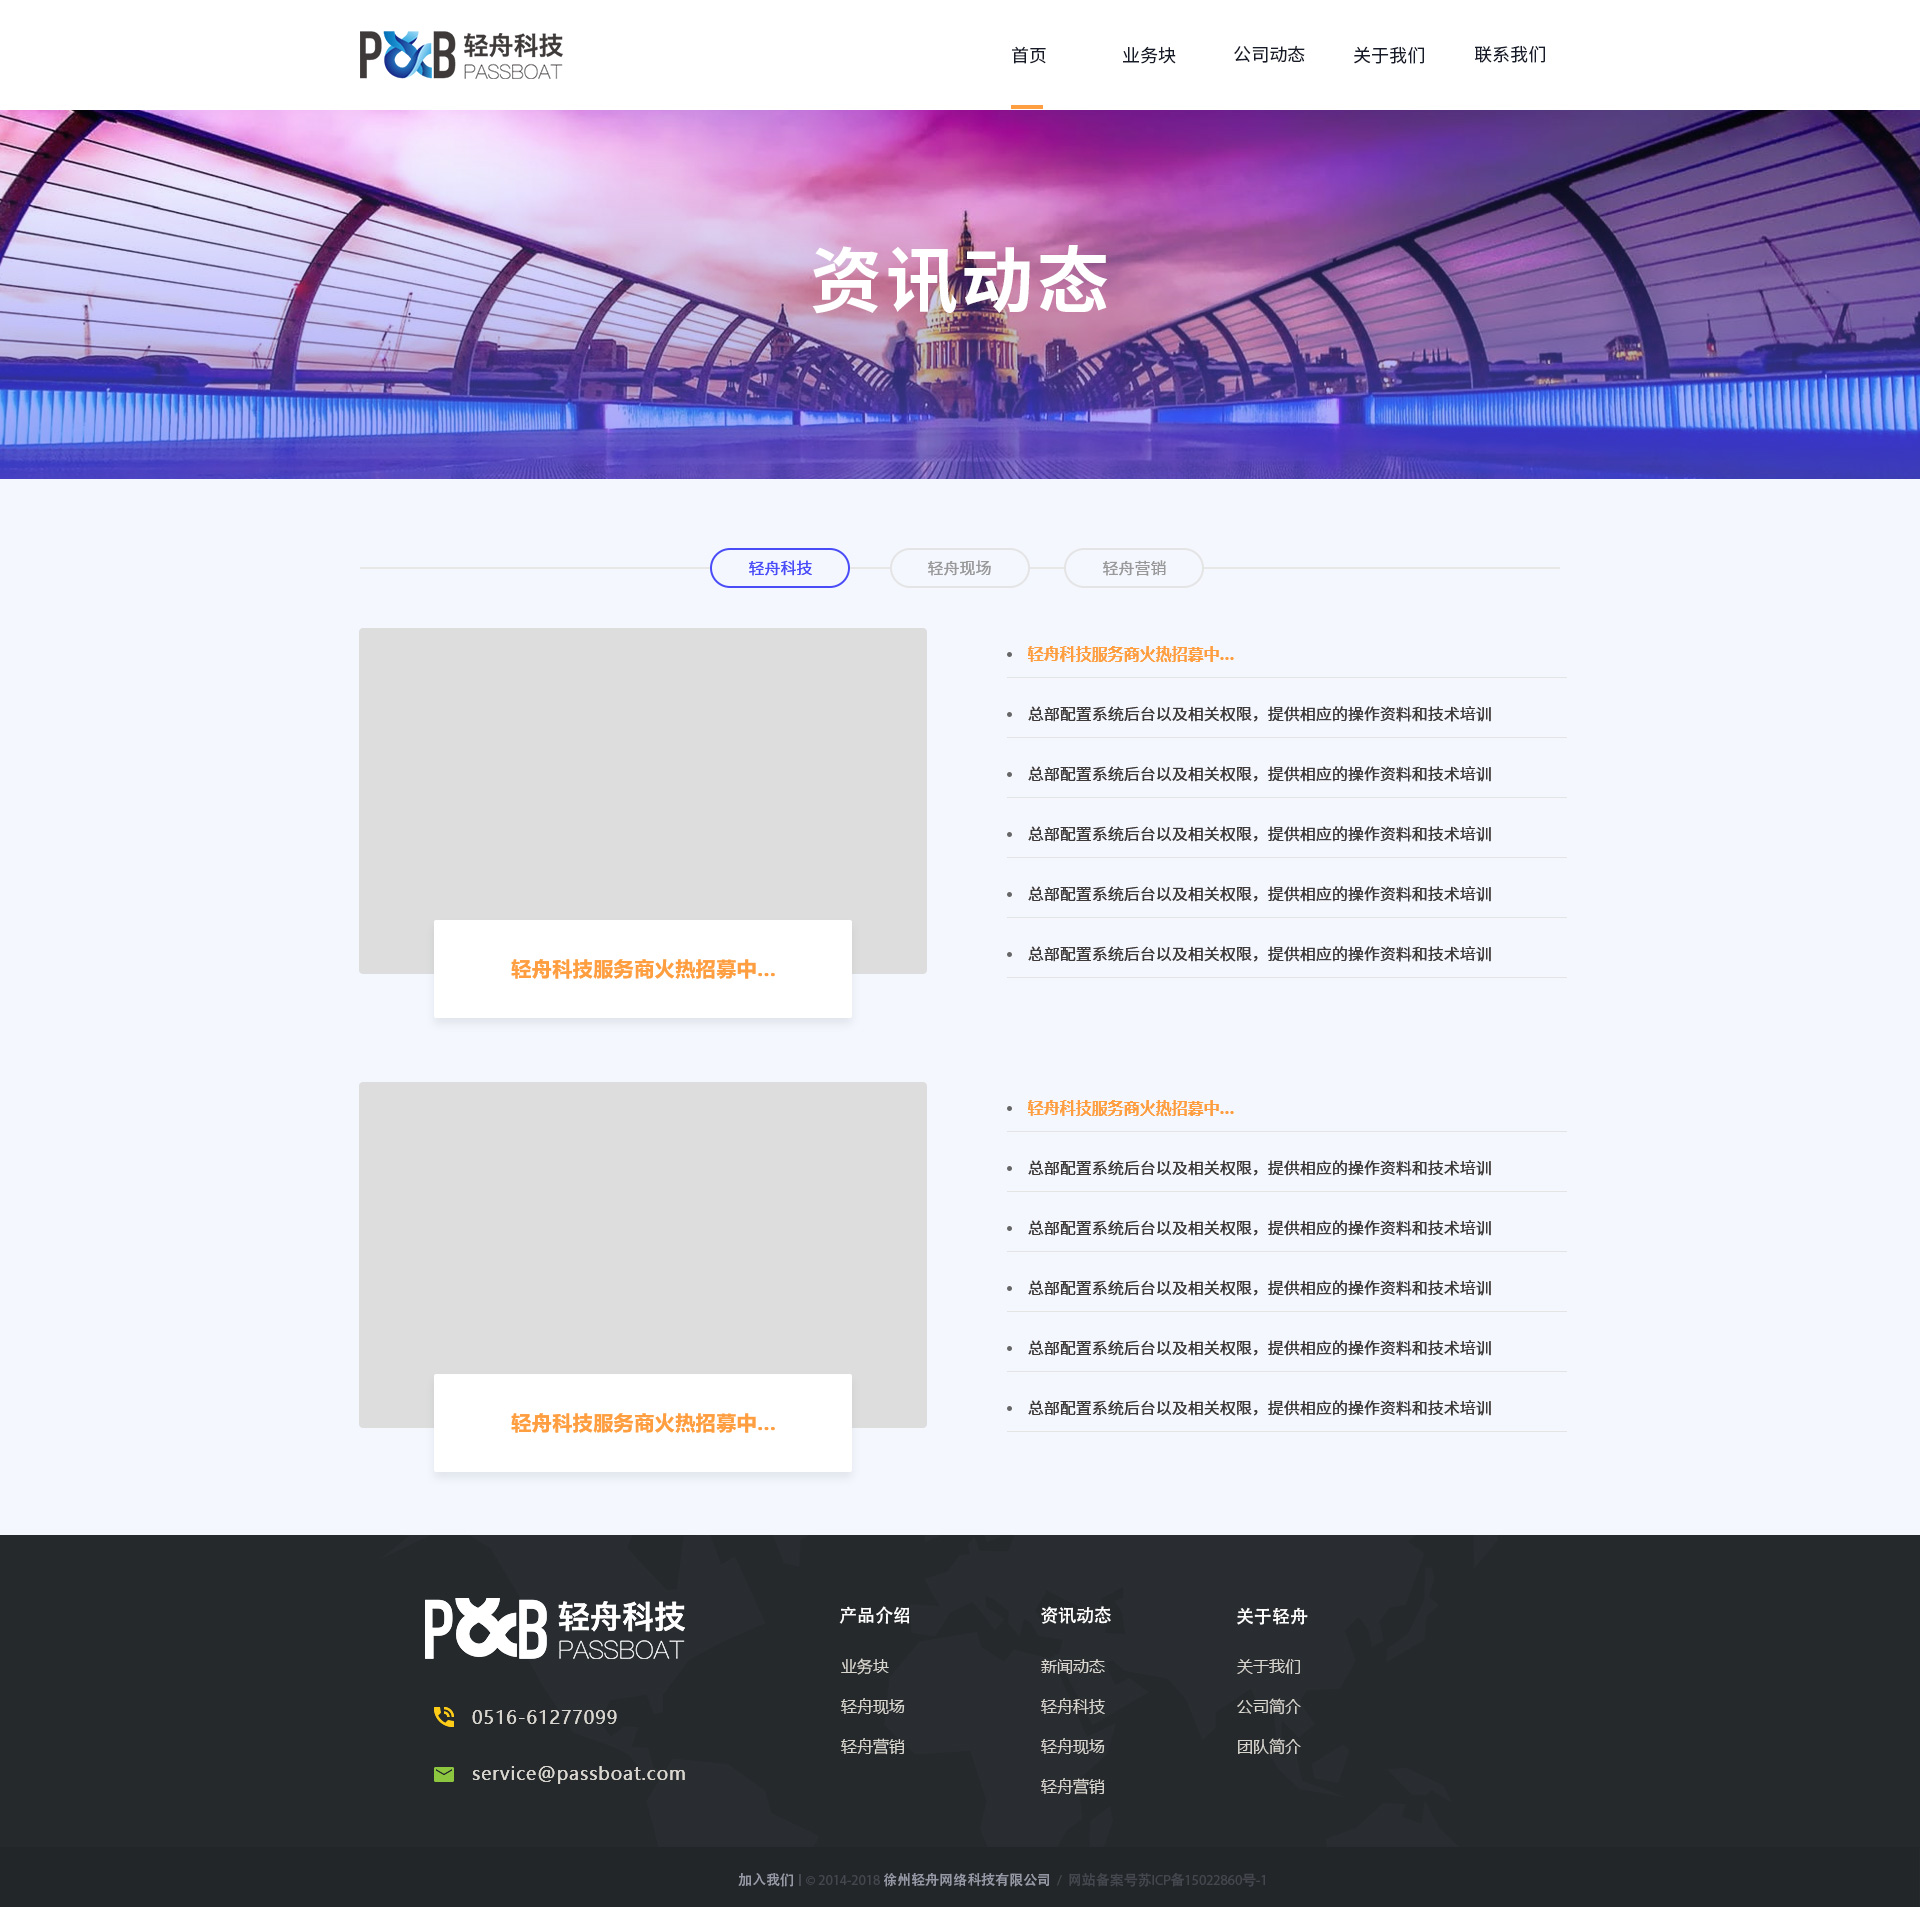 P&B 轻舟科技
PASSBOAT
首页 业务块 公司动态 关于我们 联系我们
资讯动态
轻舟科技 轻舟现场 轻舟营销
轻舟科技服务商火热招募中...
• 轻舟科技服务商火热招募中...
• 总部配置系统后台以及相关权限，提供相应的操作资料和技术培训
• 总部配置系统后台以及相关权限，提供相应的操作资料和技术培训
• 总部配置系统后台以及相关权限，提供相应的操作资料和技术培训
• 总部配置系统后台以及相关权限，提供相应的操作资料和技术培训
• 总部配置系统后台以及相关权限，提供相应的操作资料和技术培训
轻舟科技服务商火热招募中...
• 轻舟科技服务商火热招募中...
• 总部配置系统后台以及相关权限，提供相应的操作资料和技术培训
• 总部配置系统后台以及相关权限，提供相应的操作资料和技术培训
• 总部配置系统后台以及相关权限，提供相应的操作资料和技术培训
• 总部配置系统后台以及相关权限，提供相应的操作资料和技术培训
• 总部配置系统后台以及相关权限，提供相应的操作资料和技术培训
P&B 轻舟科技
PASSBOAT
0516-61277099
service@passboat.com
产品介绍
业务块
轻舟现场
轻舟营销
资讯动态
新闻动态
轻舟科技
轻舟现场
轻舟营销
关于轻舟
关于我们
公司简介
团队简介
加入我们 | © 2014-2018 徐州轻舟网络科技有限公司 / 网站备案号苏ICP备15022860号-1